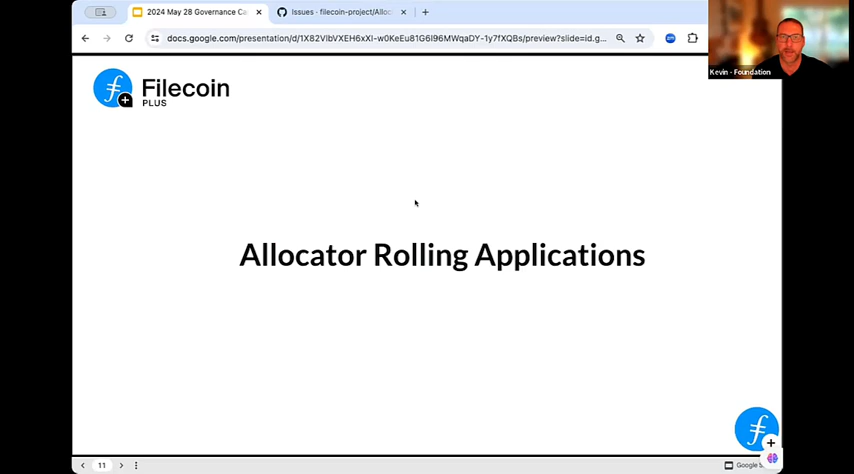 2024 May 28 Governance Ca
Issues · filecoin-project/Alloc
docs.google.com/presentation/d/1X82VIbVXEH6xXI-w0KeEu81G6I96MWqaDY-1y7fXQBs/preview?slide=id.g...
Kevin - Foundation
Filecoin
PLUS
Allocator Rolling Applications
11
Google S